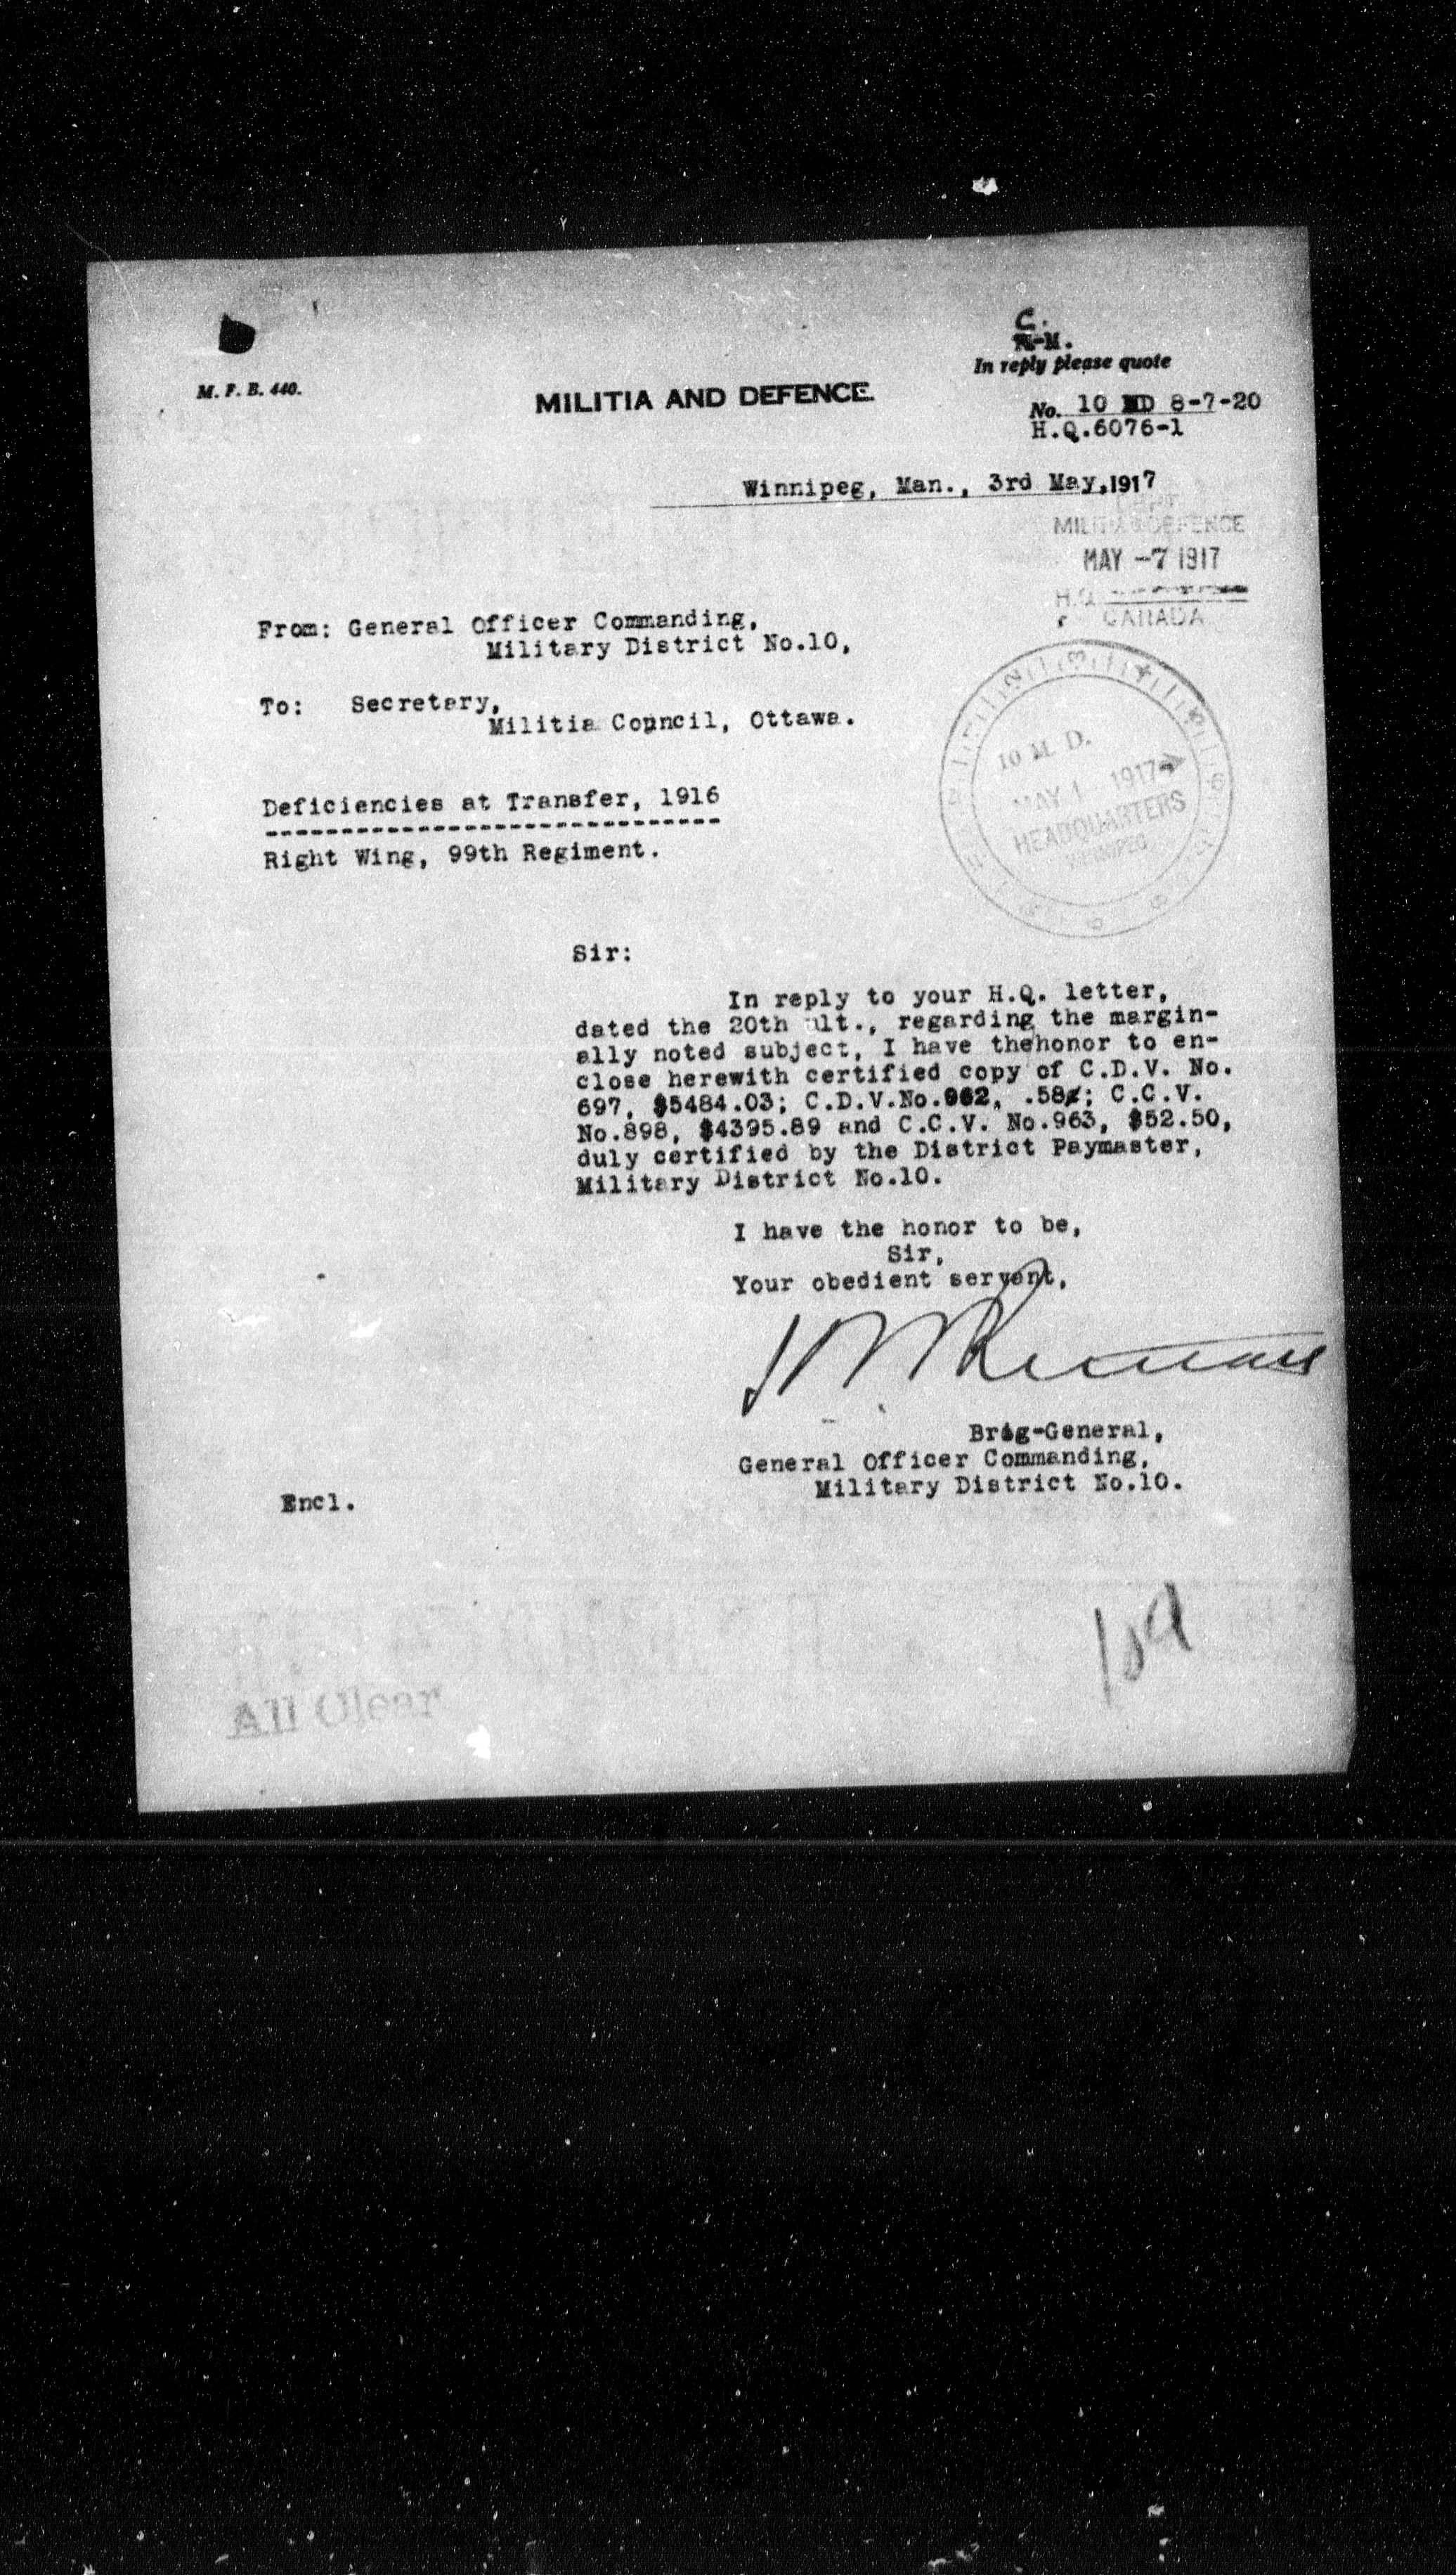 C.
M. F. B. 440.
In reply please quote
MILITIA AND DEFENCE.
No. 10 MD 8-7-20
H.Q.6076-1
Winnipeg, Man., 3rd May,1917
MILITIA & DEFENCE
MAY -7 1917
H.Q.
CANADA
From: General Officer Commanding,
Military District No.10,
To: Secretary,
Militia Council, Ottawa.
10 M. D.
MAY 1 1917
HEADQUARTERS
WINNIPEG
Deficiencies at Transfer, 1916
------------------------------
Right Wing, 99th Regiment.
Sir:
In reply to your H.Q. letter,
dated the 20th ult., regarding the margin-
ally noted subject, I have thehonor to en-
close herewith certified copy of C.D.V. No.
697, $5484.03; C.D.V.No.962, .58¢; C.C.V.
No.898, $4395.89 and C.C.V. No.963, $52.50,
duly certified by the District Paymaster,
Military District No.10.
I have the honor to be,
Sir,
Your obedient servant,
Brig-General,
General Officer Commanding,
Military District No.10.
Encl.
All Clear